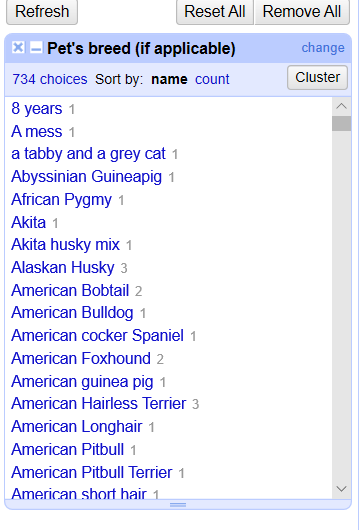 Refresh Reset All Remove All
Pet's breed (if applicable) change
734 choices Sort by: name count Cluster
8 years 1
A mess 1
a tabby and a grey cat 1
Abyssinian Guineapig 1
African Pygmy 1
Akita 1
Akita husky mix 1
Alaskan Husky 3
American Bobtail 2
American Bulldog 1
American cocker Spaniel 1
American Foxhound 2
American guinea pig 1
American Hairless Terrier 3
American Longhair 1
American Pitbull 1
American Pitbull Terrier 1
American short hair 1